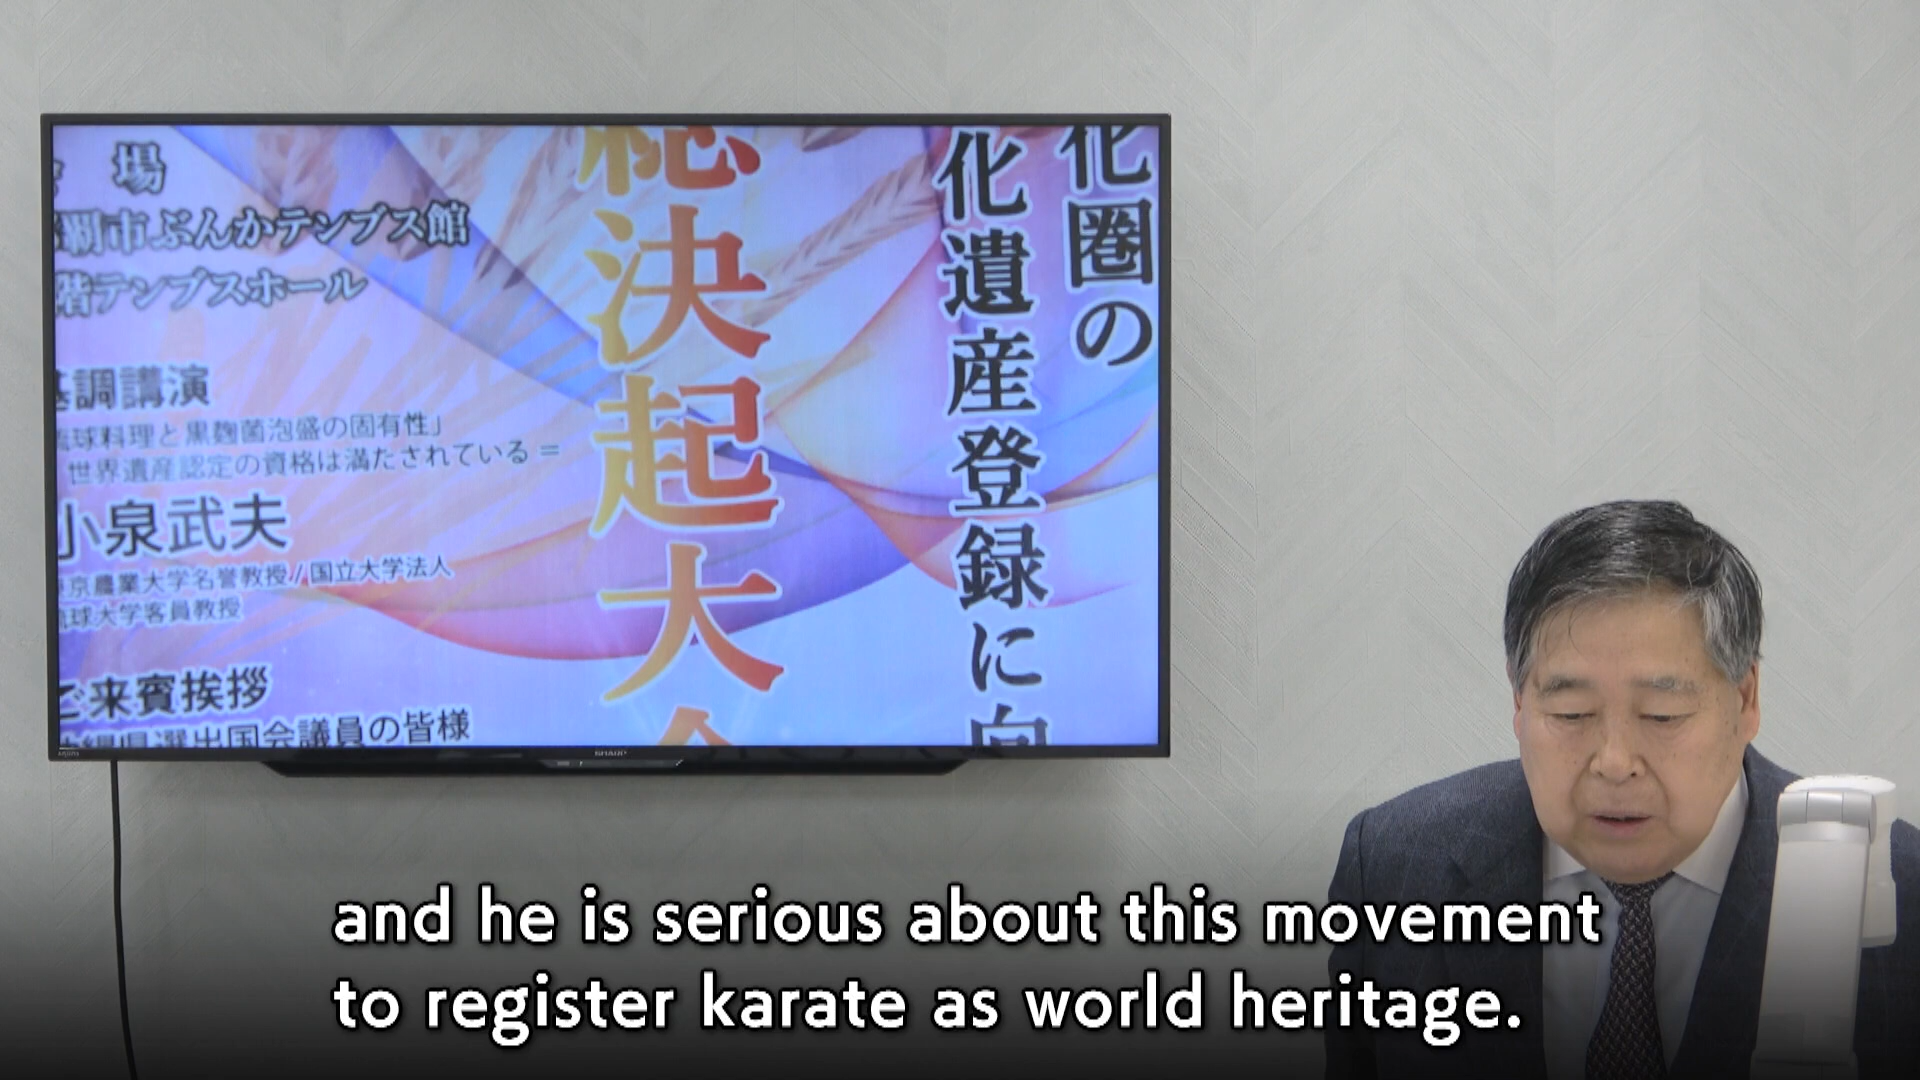 化圏の
化遺産登録に向
総決起大会
会場
那覇市ぶんかテンブス館
階テンブスホール
基調講演
琉球料理と黒麹菌泡盛の固有性」
世界遺産認定の資格は満たされている＝
小泉武夫
東京農業大学名誉教授/国立大学法人
琉球大学客員教授
ご来賓挨拶
沖縄県選出国会議員の皆様
SHARP
and he is serious about this movement
to register karate as world heritage.